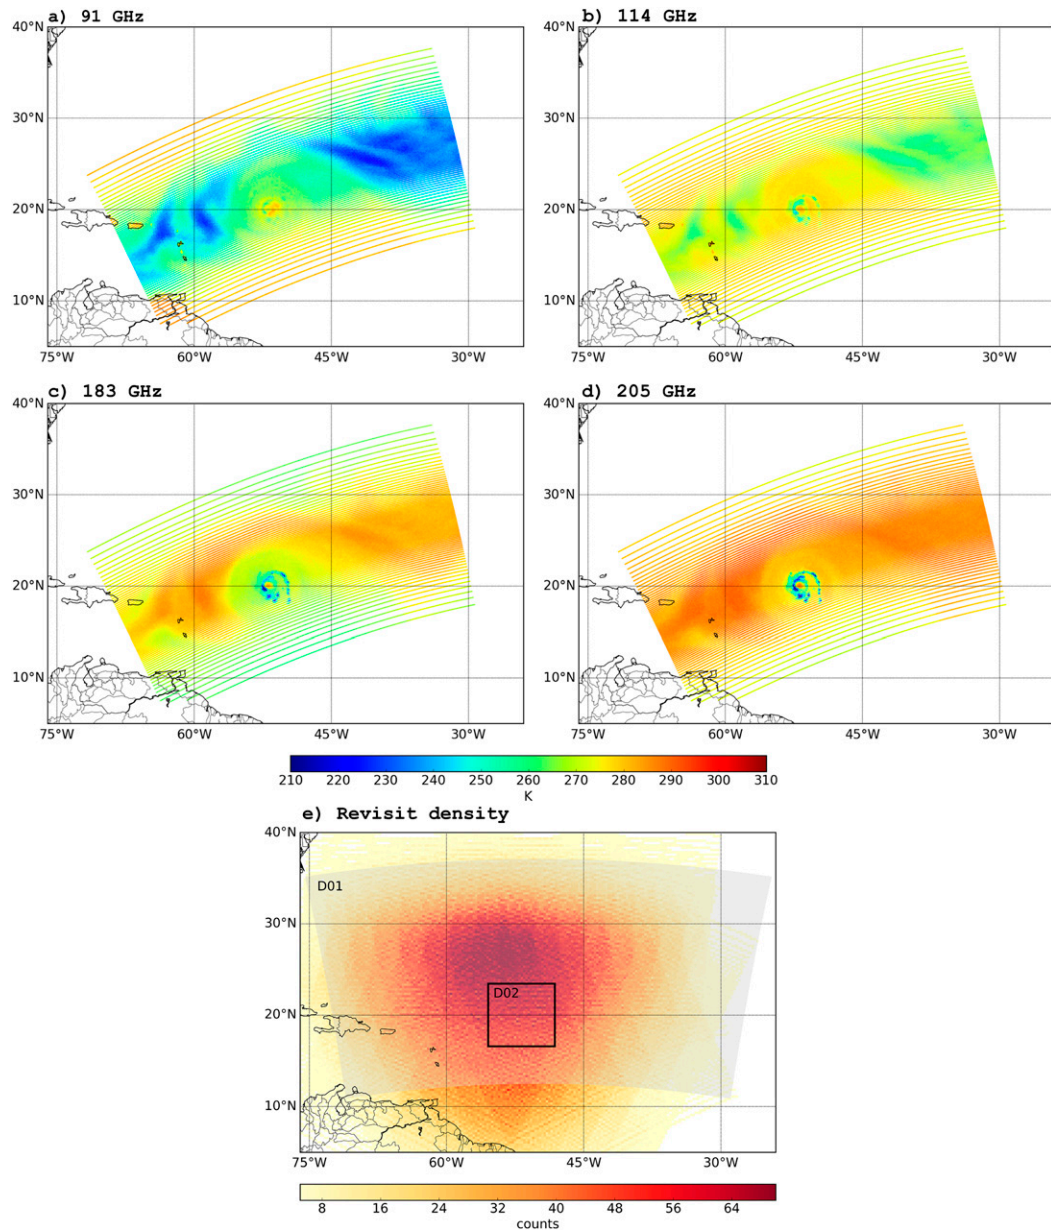 a) 91 GHz
b) 114 GHz
40°N
40°N
30°N
30°N
20°N
20°N
10°N
10°N
75°W 60°W 45°W 30°W
75°W 60°W 45°W 30°W
c) 183 GHz
d) 205 GHz
40°N
40°N
30°N
30°N
20°N
20°N
10°N
10°N
75°W 60°W 45°W 30°W
75°W 60°W 45°W 30°W
210 220 230 240 250 260 270 280 290 300 310
K
e) Revisit density
40°N
D01
30°N
D02
20°N
10°N
75°W 60°W 45°W 30°W
8 16 24 32 40 48 56 64
counts